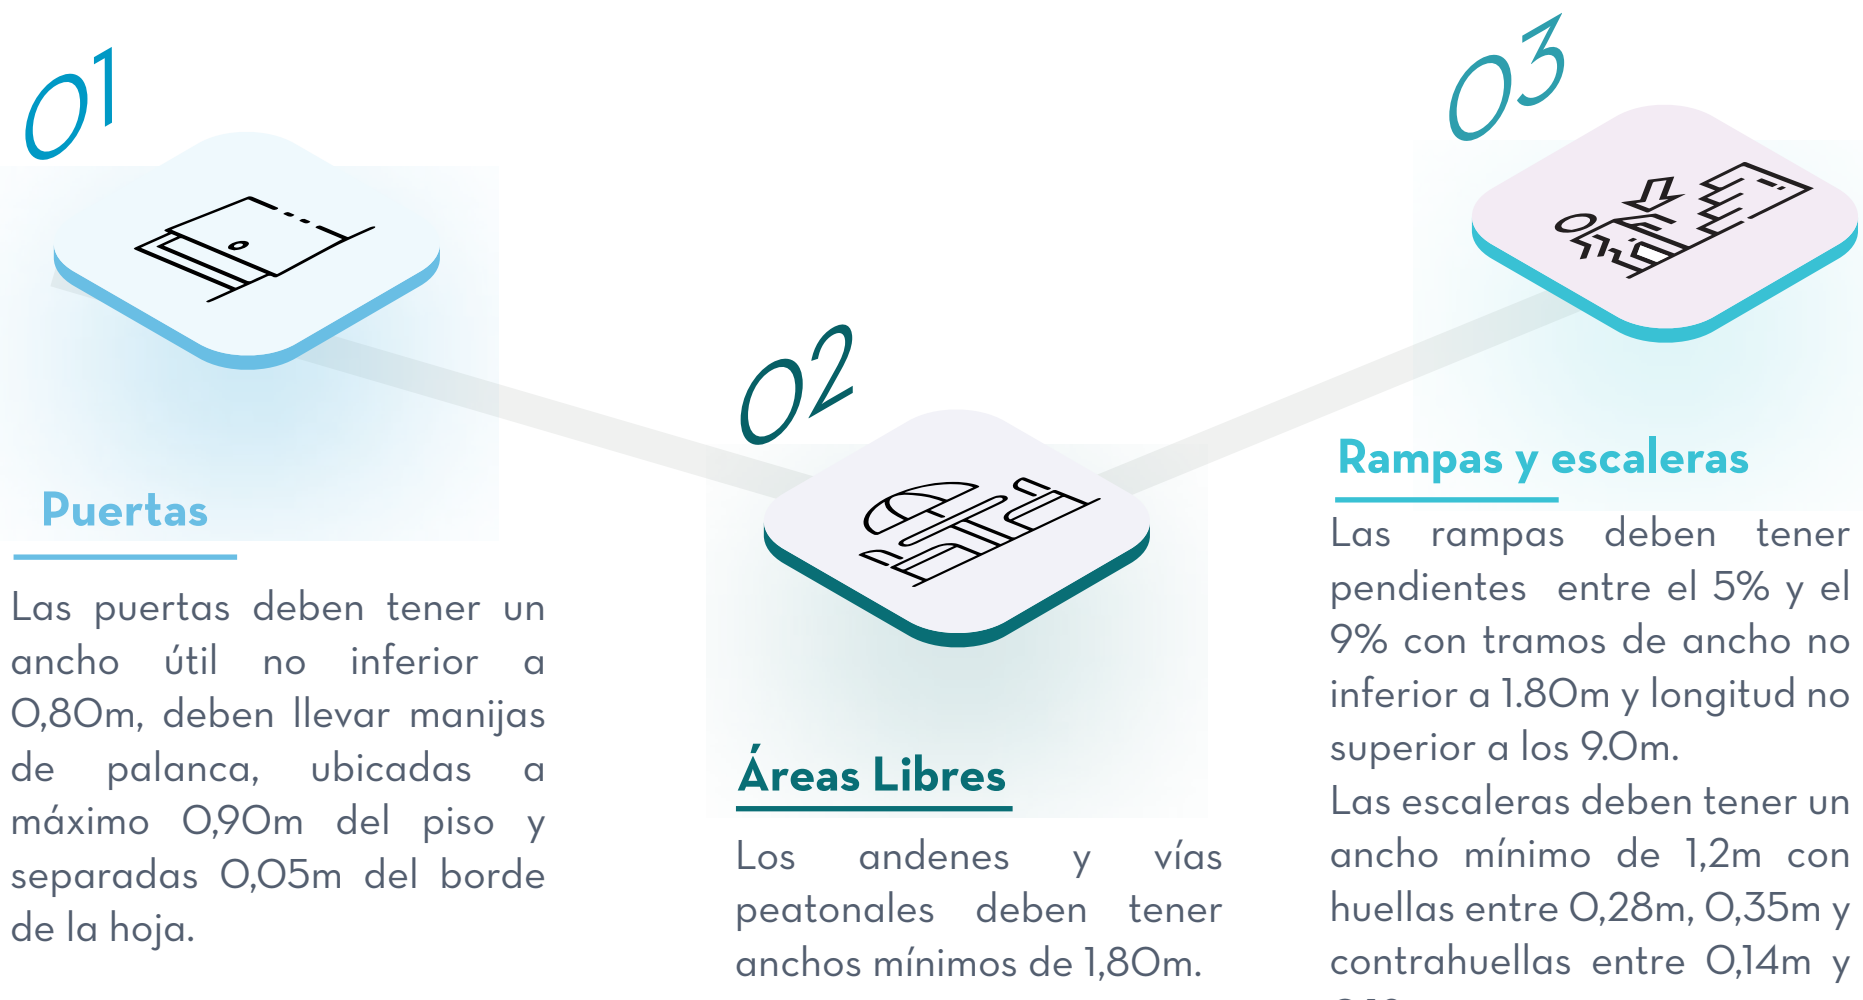 01
Puertas
Las puertas deben tener un
ancho útil no inferior a
0,80m, deben llevar manijas
de palanca, ubicadas a
máximo 0,90m del piso y
separadas 0,05m del borde
de la hoja.
02
Áreas Libres
Los andenes y vías
peatonales deben tener
anchos mínimos de 1,80m.
03
Rampas y escaleras
Las rampas deben tener
pendientes entre el 5% y el
9% con tramos de ancho no
inferior a 1.80m y longitud no
superior a los 9.0m.
Las escaleras deben tener un
ancho mínimo de 1,2m con
huellas entre 0,28m, 0,35m y
contrahuellas entre 0,14m y